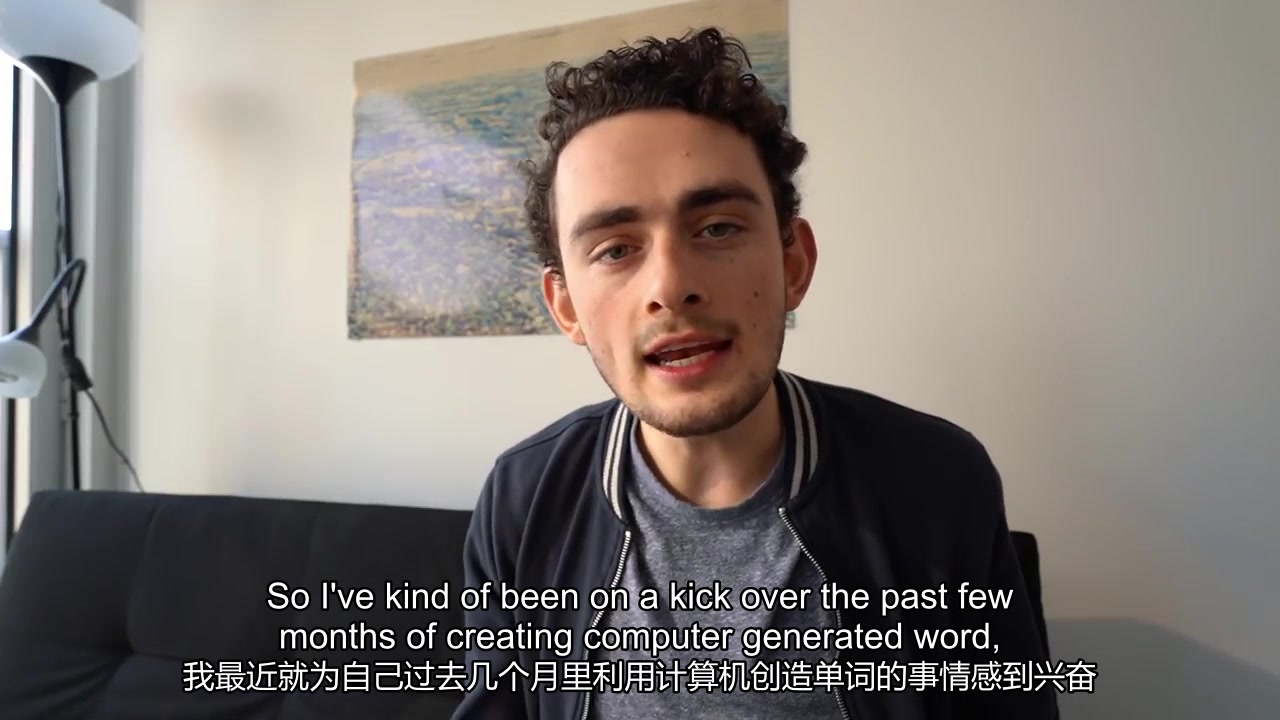 So I've kind of been on a kick over the past few
months of creating computer generated word,
我最近就为自己过去几个月里利用计算机创造单词的事情感到兴奋